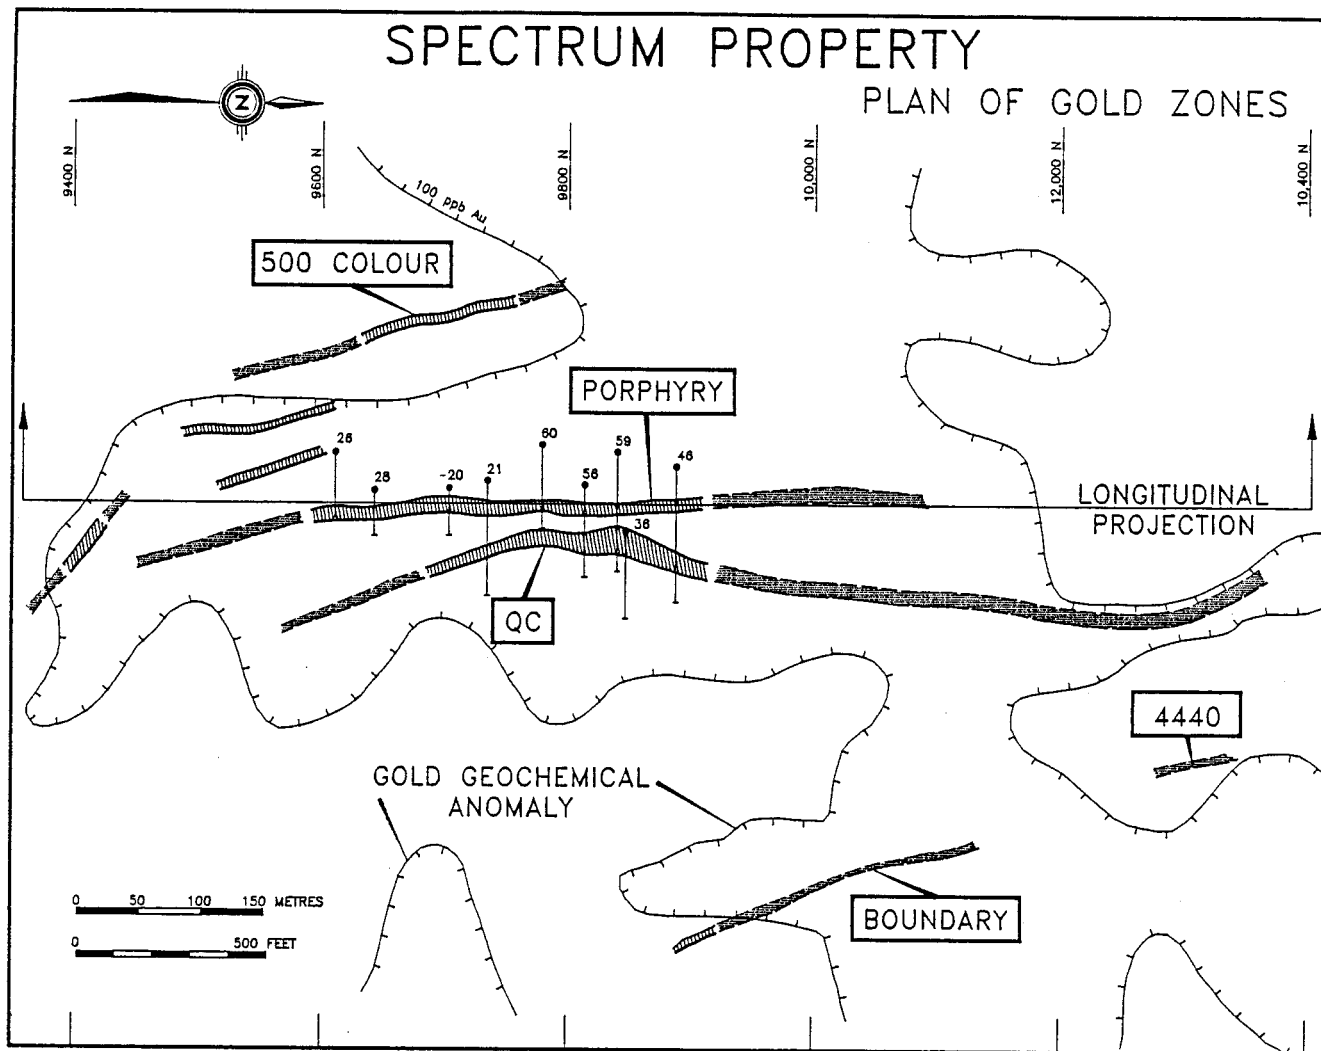 SPECTRUM PROPERTY
PLAN OF GOLD ZONES
Z
9400 N
9600 N
9800 N
10,000 N
12,000 N
10,400 N
100 ppb Au
500 COLOUR
PORPHYRY
26
28
-20
21
60
56
59
46
36
LONGITUDINAL
PROJECTION
QC
4440
GOLD GEOCHEMICAL
ANOMALY
BOUNDARY
0 50 100 150 METRES
0 500 FEET